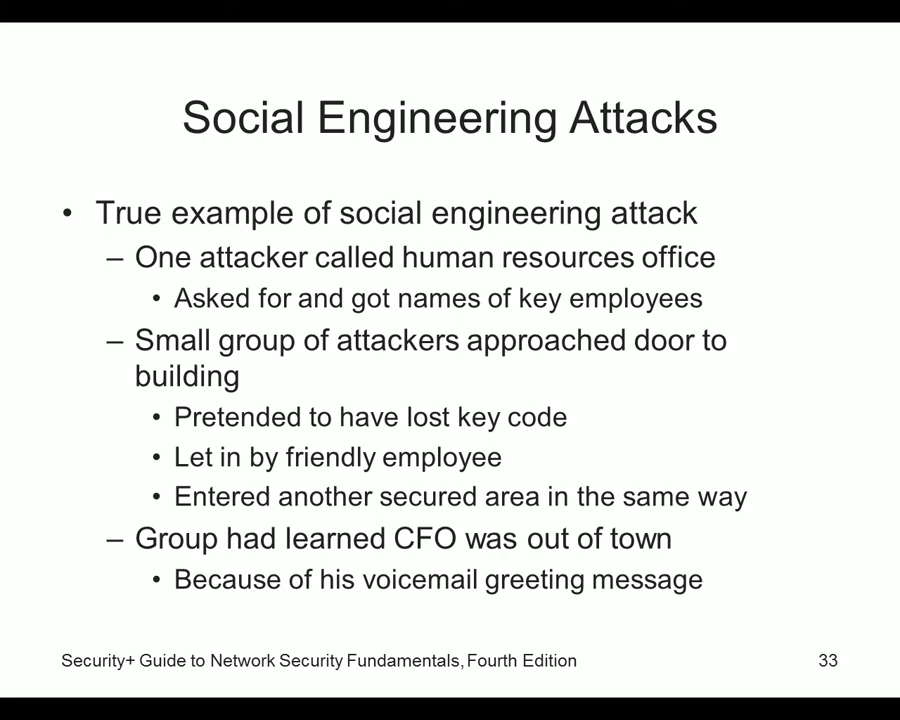 Social Engineering Attacks
• True example of social engineering attack
– One attacker called human resources office
• Asked for and got names of key employees
– Small group of attackers approached door to
building
• Pretended to have lost key code
• Let in by friendly employee
• Entered another secured area in the same way
– Group had learned CFO was out of town
• Because of his voicemail greeting message
Security+ Guide to Network Security Fundamentals, Fourth Edition
33